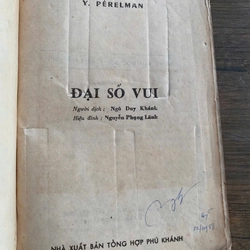 Y. PÉRELMAN
ĐẠI SỐ VUI
Người dịch : Ngô Duy Khánh
Hiệu đính : Nguyễn Phụng Lãnh
NHÀ XUẤT BẢN TỔNG HỢP PHÚ KHÁNH